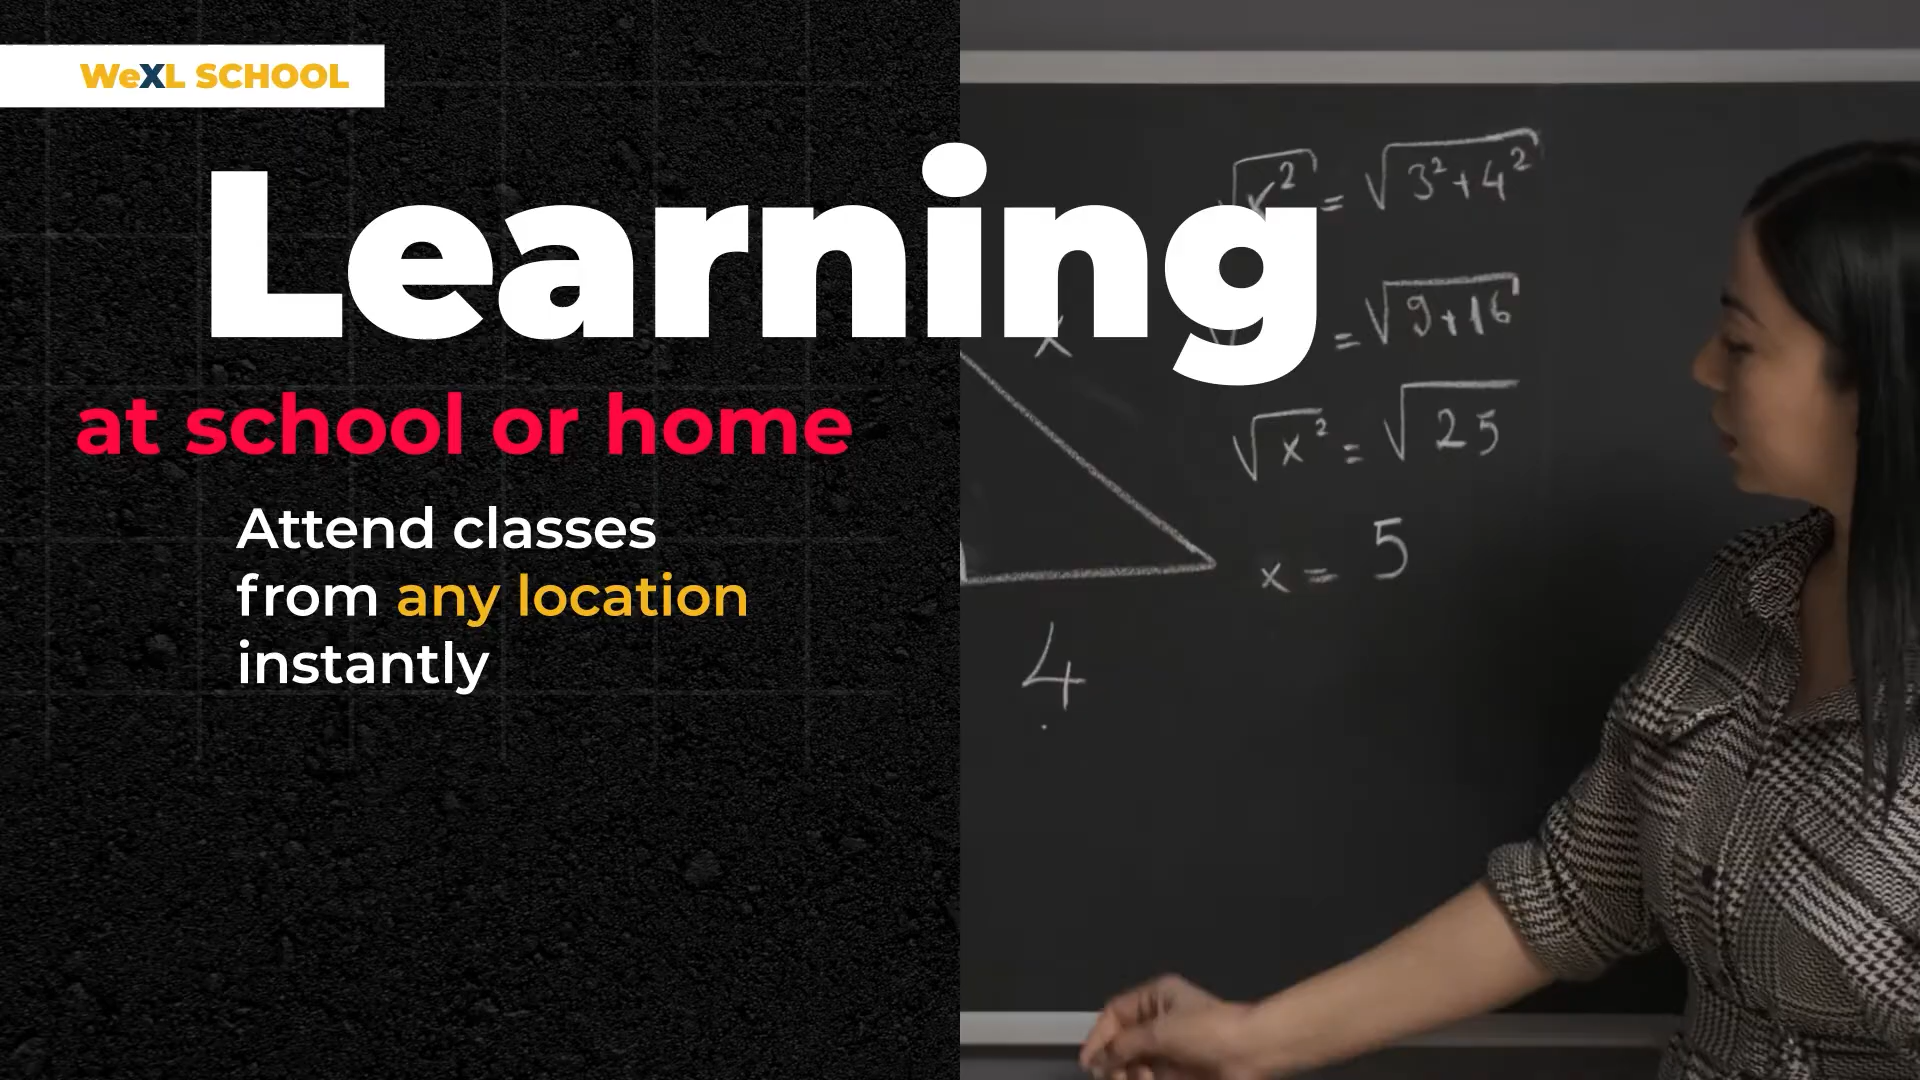 WeXL SCHOOL
Learning
at school or home
Attend classes
from any location
instantly
√x² = √3²+4²
x
= √9+16
√x² = √25
x = 5
4